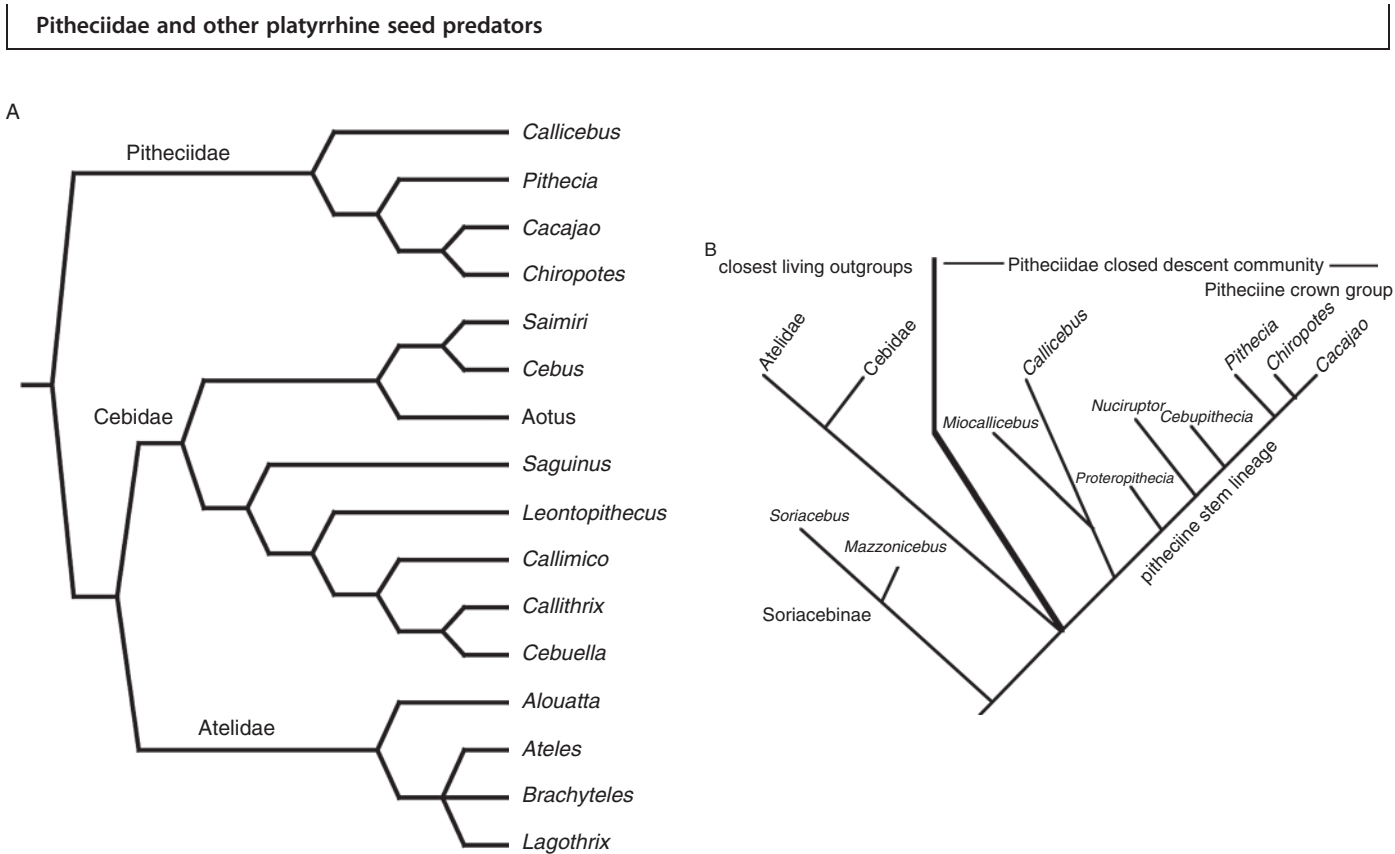 Pitheciidae and other platyrrhine seed predators
A
Pitheciidae
Callicebus
Pithecia
Cacajao
Chiropotes
Saimiri
Cebus
Aotus
Cebidae
Saguinus
Leontopithecus
Callimico
Callithrix
Cebuella
Atelidae
Alouatta
Ateles
Brachyteles
Lagothrix
B
closest living outgroups
Pitheciidae closed descent community
Pitheciine crown group
Atelidae
Cebidae
Callicebus
Pithecia
Chiropotes
Cacajao
Miocallicebus
Nuciruptor
Cebupithecia
Proteropithecia
Soriacebus
Mazzonicebus
Soriacebinae
pitheciine stem lineage